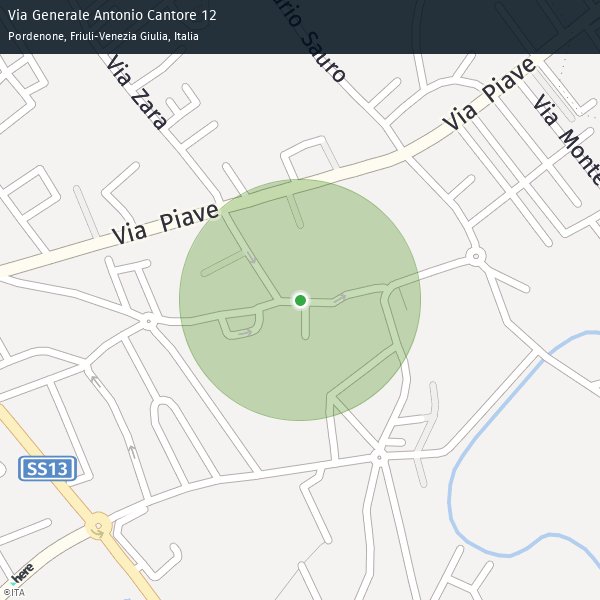 Via Generale Antonio Cantore 12
Pordenone, Friuli-Venezia Giulia, Italia
ario Sauro
Via Zara
Via Piave
Via Monte
Via Piave
SS13
here
©ITA